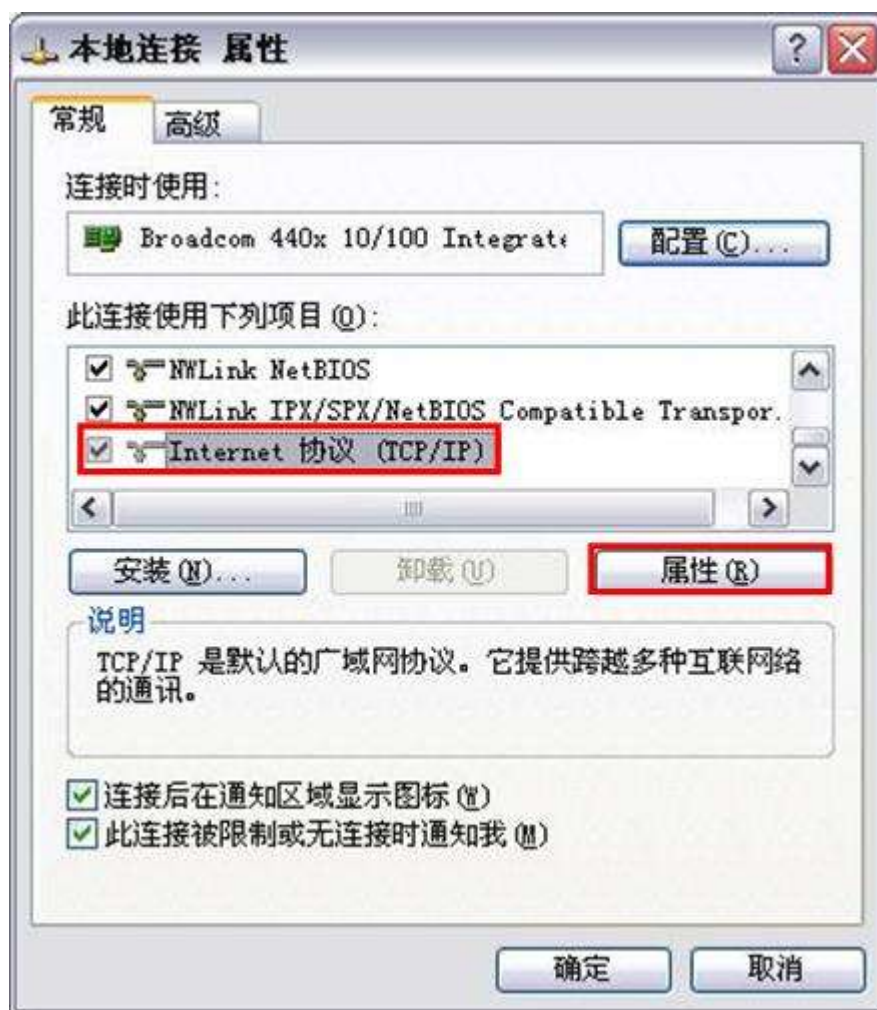 本地连接 属性
常规
高级
连接时使用:
Broadcom 440x 10/100 Integrate
配置(C)...
此连接使用下列项目(O):
NWLink NetBIOS
NWLink IPX/SPX/NetBIOS Compatible Transpor.
Internet 协议 (TCP/IP)
安装(N)...
卸载(U)
属性(R)
说明
TCP/IP 是默认的广域网协议。它提供跨越多种互联网络
的通讯。
连接后在通知区域显示图标(W)
此连接被限制或无连接时通知我(M)
确定
取消